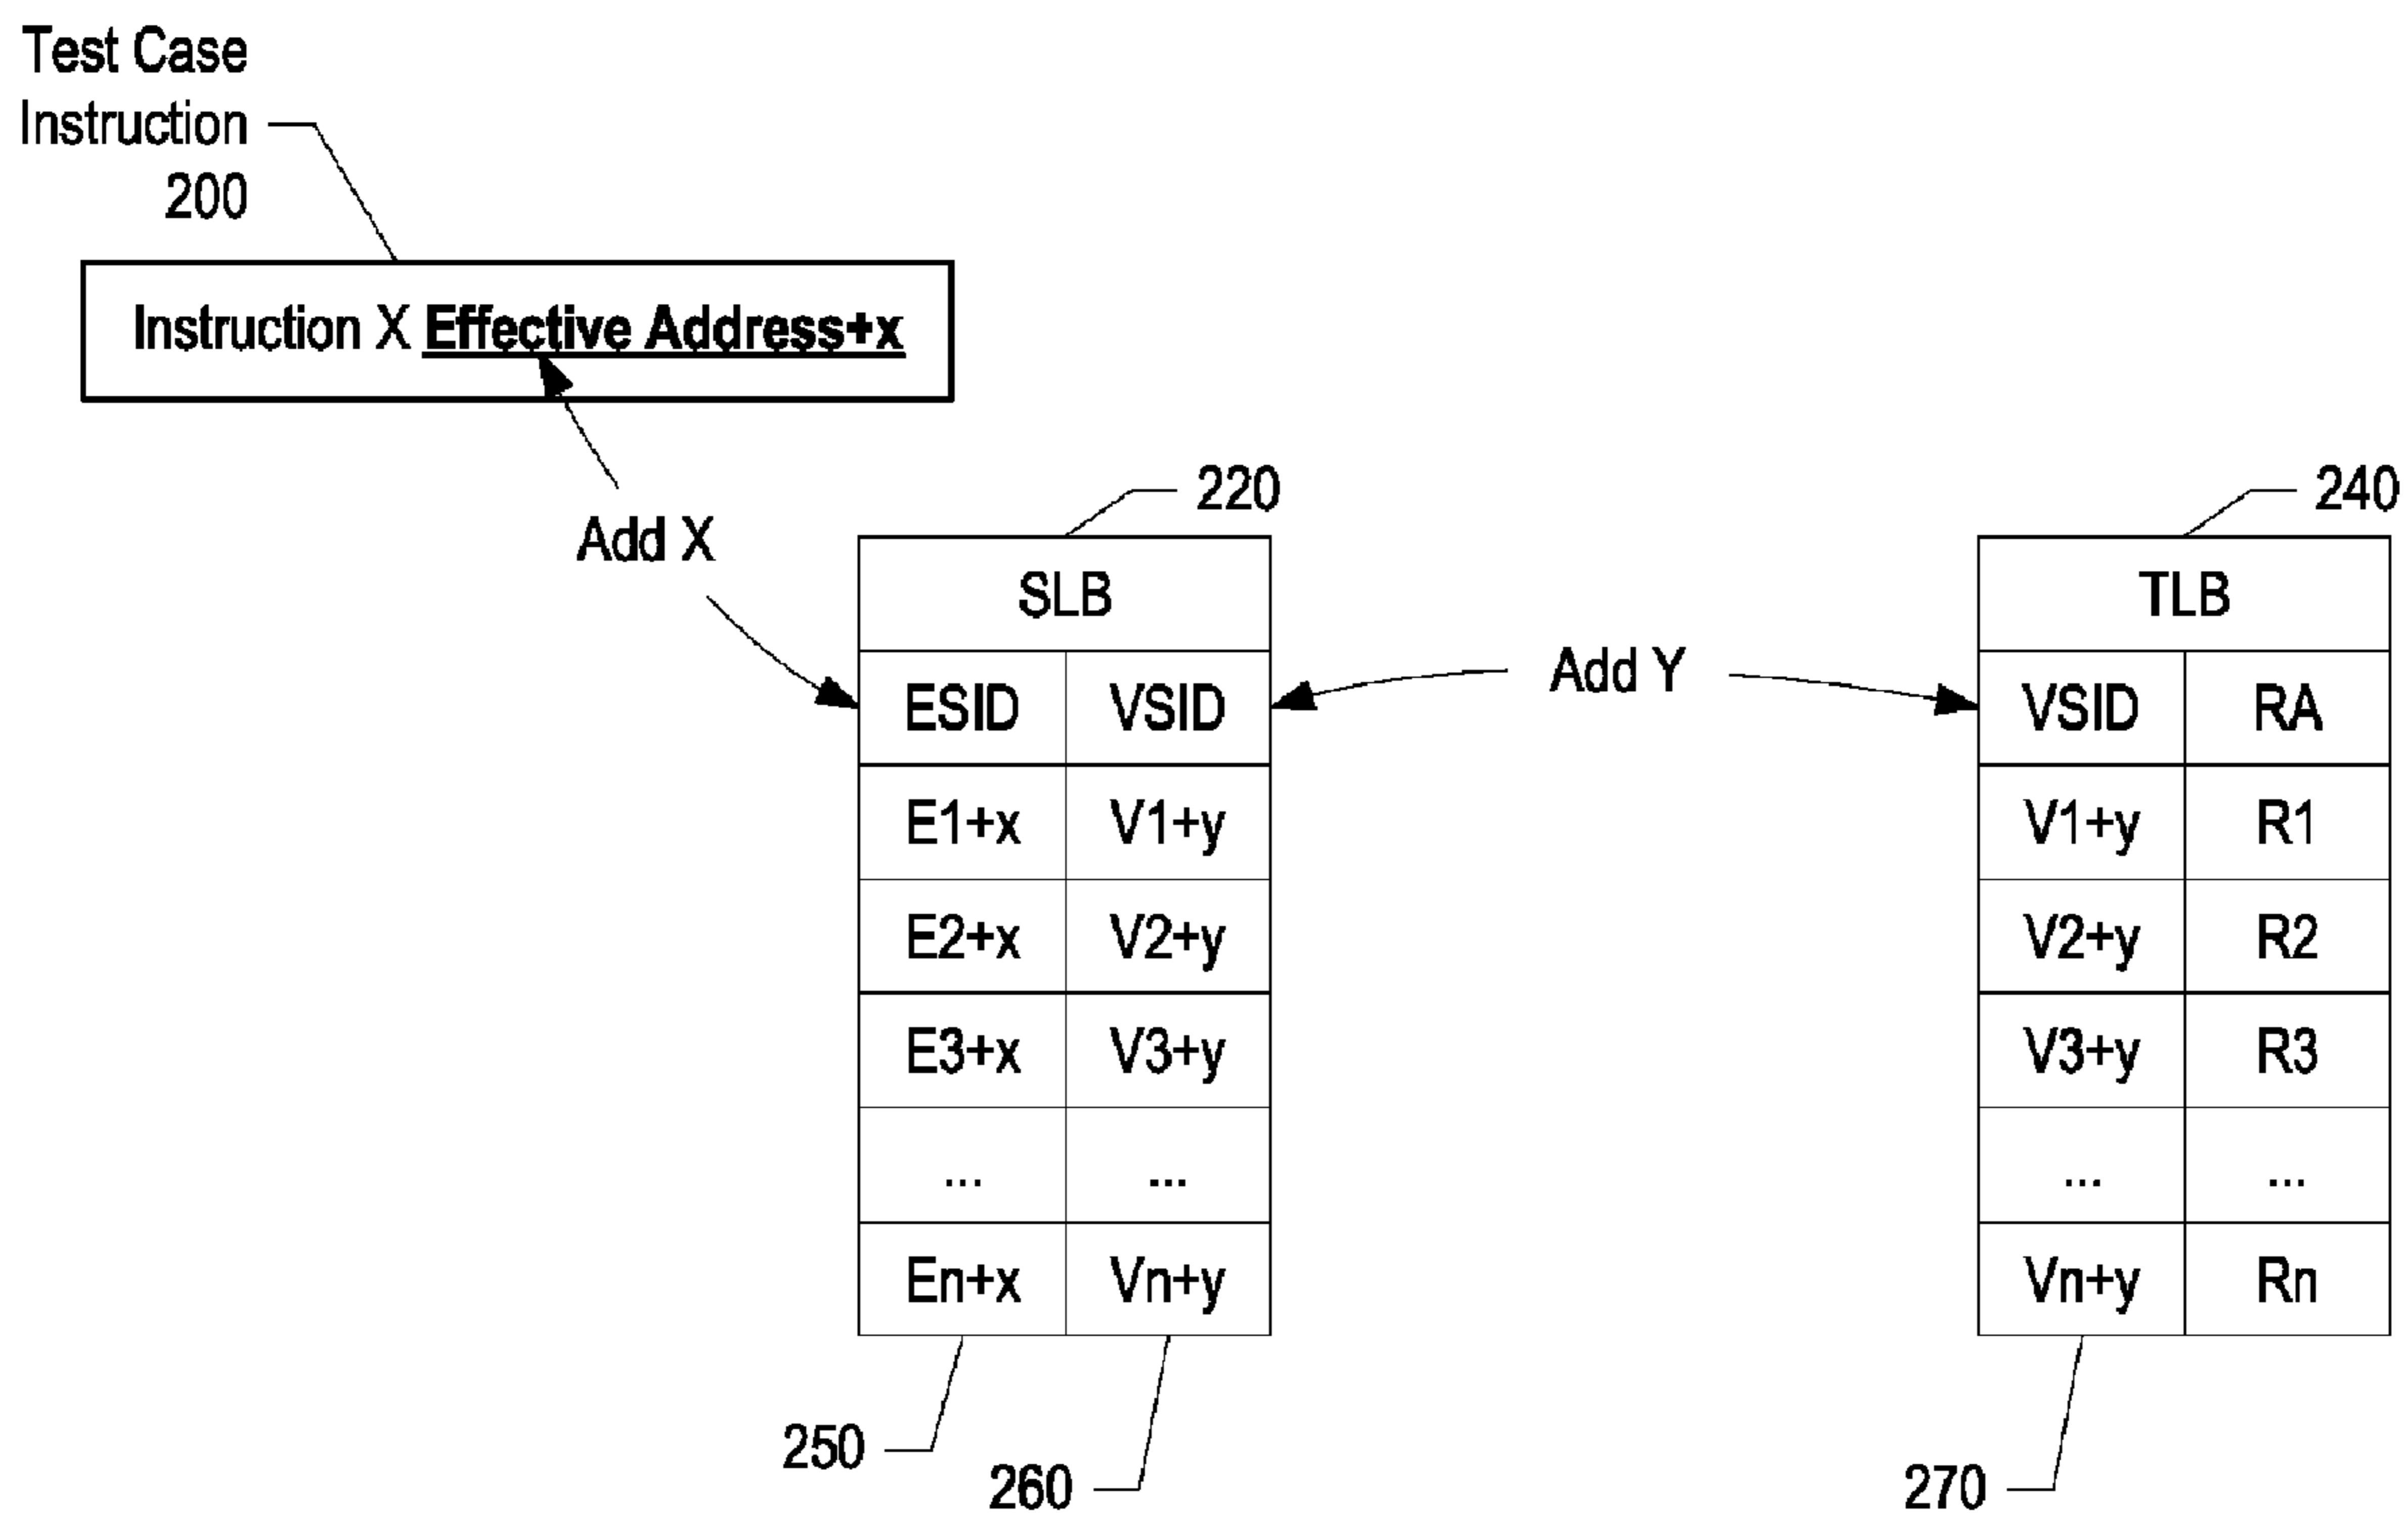 Test Case
Instruction
200
Instruction X Effective Address+x
Add X
220
240
SLB
TLB
Add Y
ESID VSID
VSID RA
E1+x V1+y
V1+y R1
E2+x V2+y
V2+y R2
E3+x V3+y
V3+y R3
... ...
... ...
En+x Vn+y
Vn+y Rn
250
260
270